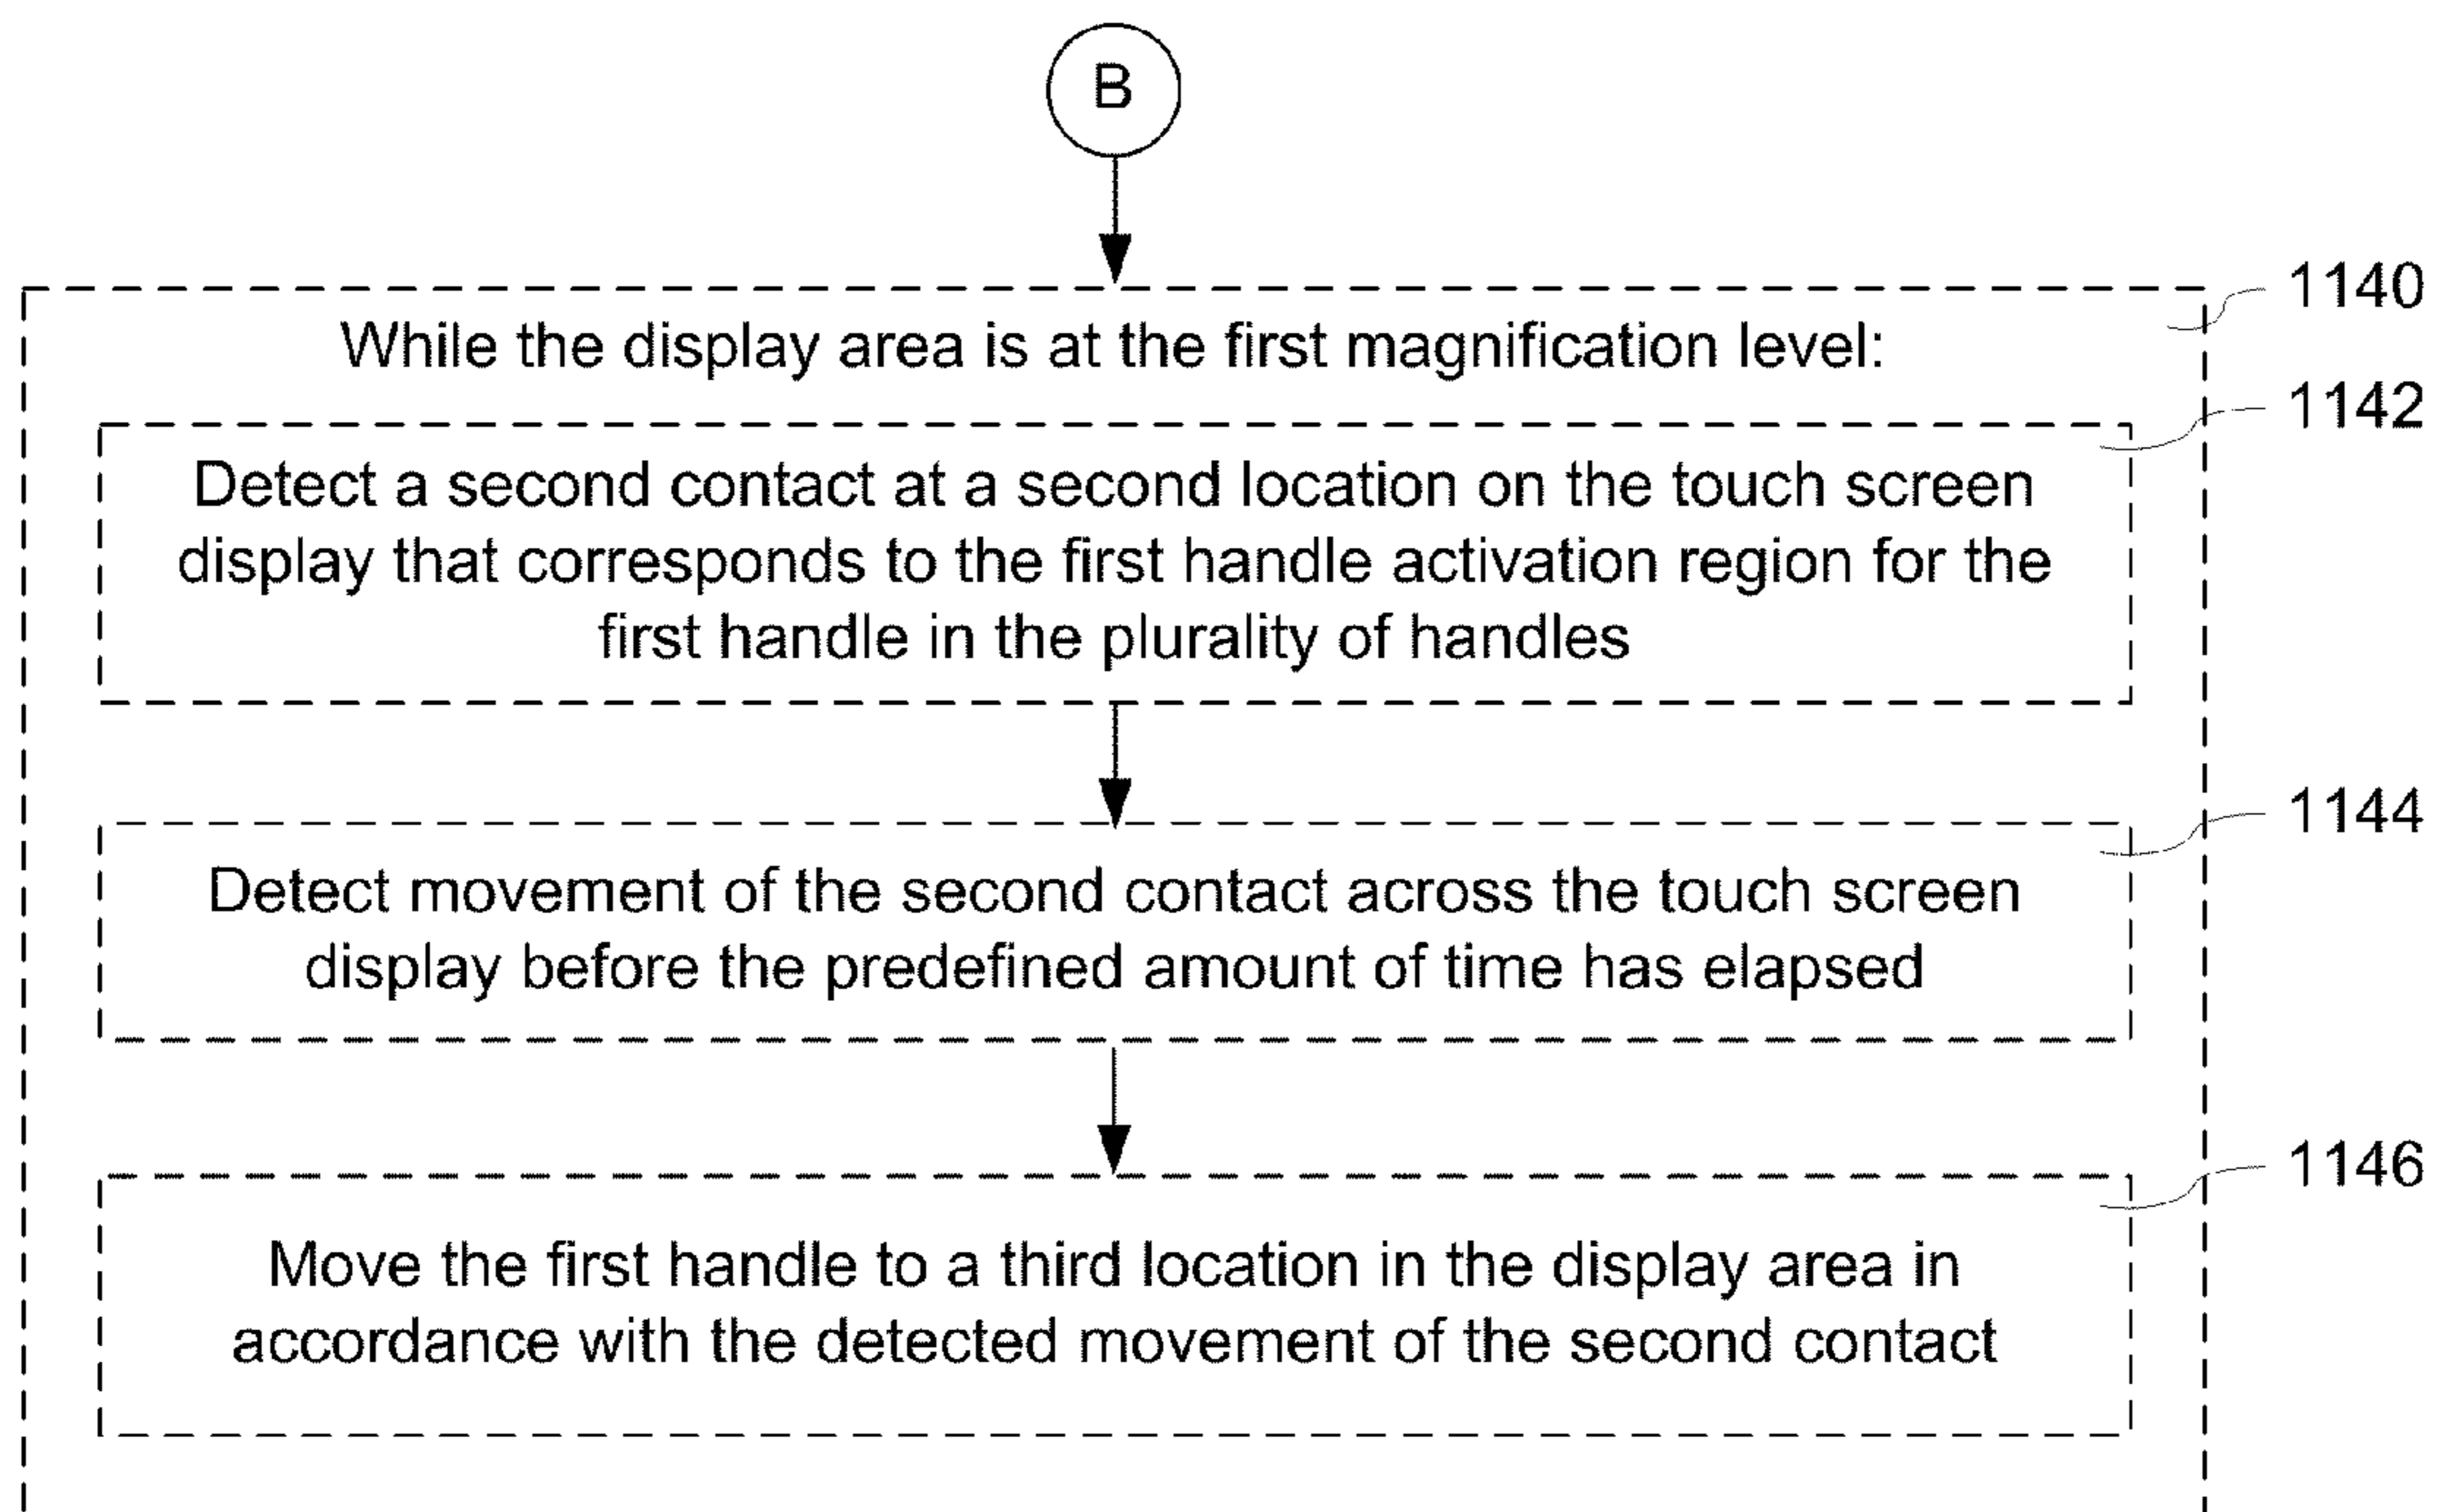 B
1140
While the display area is at the first magnification level:
1142
Detect a second contact at a second location on the touch screen
display that corresponds to the first handle activation region for the
first handle in the plurality of handles
1144
Detect movement of the second contact across the touch screen
display before the predefined amount of time has elapsed
1146
Move the first handle to a third location in the display area in
accordance with the detected movement of the second contact